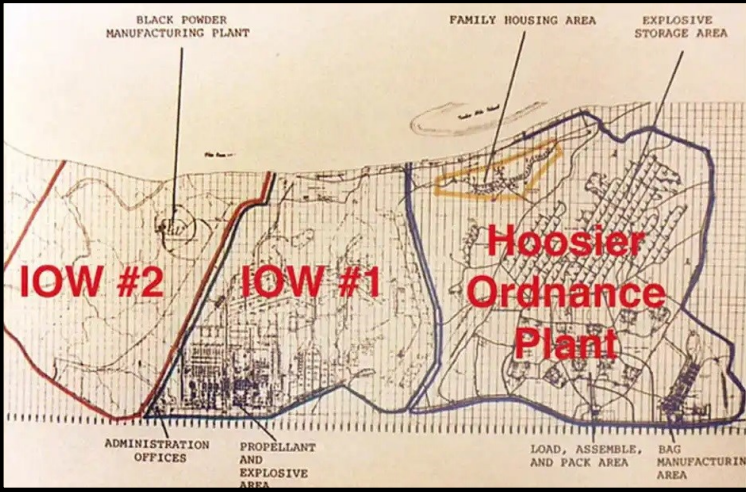 BLACK POWDER
MANUFACTURING PLANT
FAMILY HOUSING AREA
EXPLOSIVE
STORAGE AREA
IOW #2
IOW #1
Hoosier
Ordnance
Plant
ADMINISTRATION
OFFICES
PROPELLANT
AND
EXPLOSIVE
AREA
LOAD, ASSEMBLE,
AND PACK AREA
BAG
MANUFACTURIN
AREA